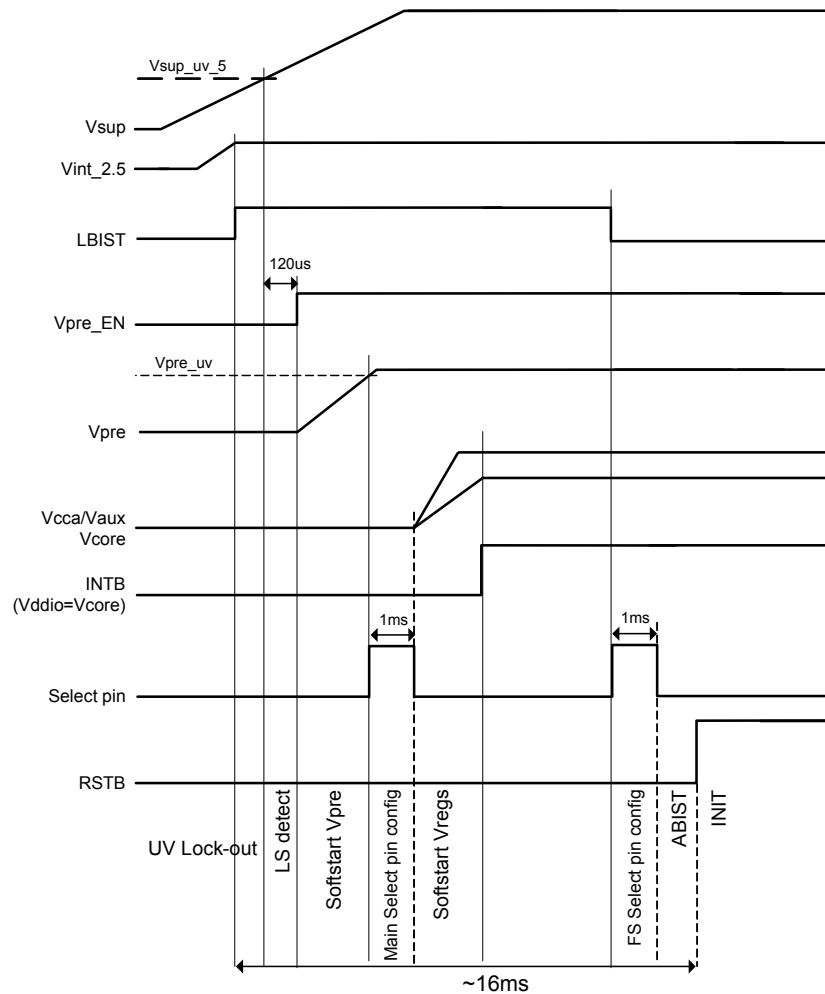 Vsup_uv_5
Vsup
Vint_2.5
LBIST
120us
Vpre_EN
Vpre_uv
Vpre
Vcca/Vaux
Vcore
INTB
(Vddio=Vcore)
1ms
1ms
Select pin
RSTB
UV Lock-out
LS detect
Softstart Vpre
Main Select pin config
Softstart Vregs
FS Select pin config
ABIST
INIT
~16ms